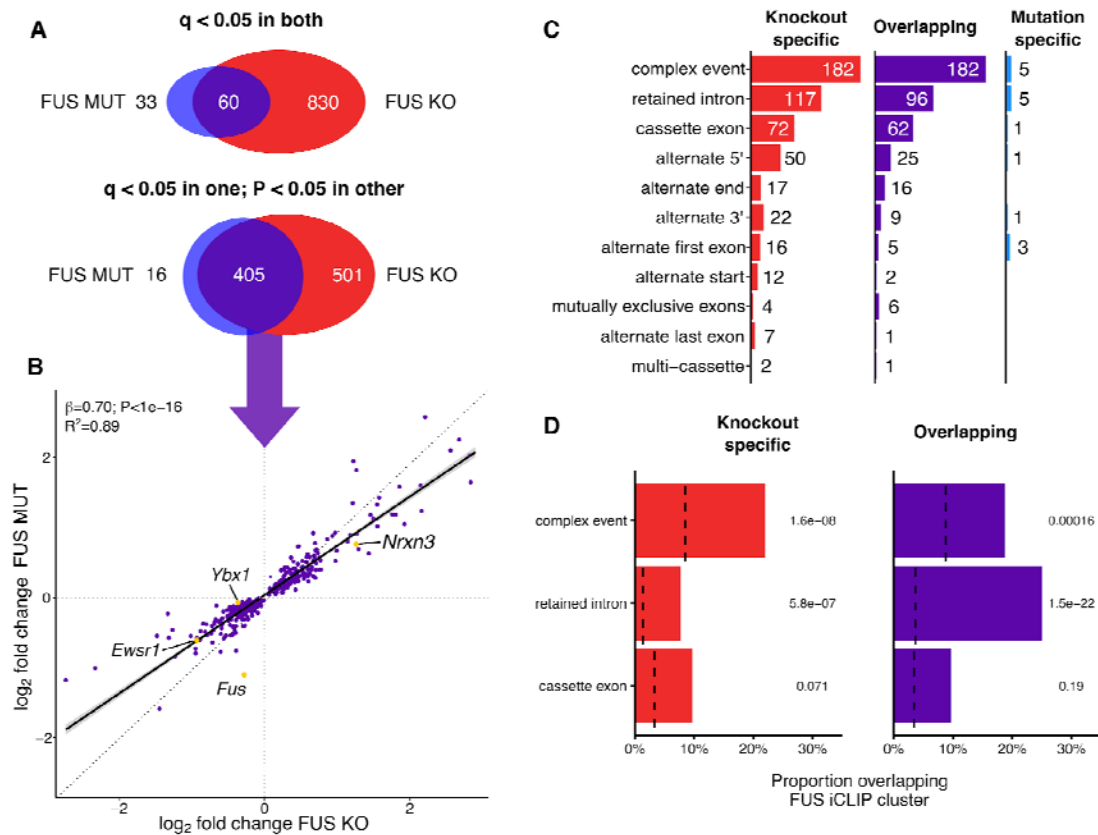 A
q < 0.05 in both
FUS MUT 33 60 830 FUS KO
q < 0.05 in one; P < 0.05 in other
FUS MUT 16 405 501 FUS KO
B
β=0.70; P<1e−16
R²=0.89
log₂ fold change FUS MUT
2
0
−2
Nrxn3
Ybx1
Ewsr1
Fus
−2 0 2
log₂ fold change FUS KO
C
Knockout specific
Overlapping
Mutation specific
complex event 182 182 5
retained intron 117 96 5
cassette exon 72 62 1
alternate 5' 50 25 1
alternate end 17 16
alternate 3' 22 9 1
alternate first exon 16 5 3
alternate start 12 2
mutually exclusive exons 4 6
alternate last exon 7 1
multi−cassette 2 1
D
Knockout specific
Overlapping
complex event 1.6e−08 0.00016
retained intron 5.8e−07 1.5e−22
cassette exon 0.071 0.19
0% 10% 20% 30% 0% 10% 20% 30%
Proportion overlapping
FUS iCLIP cluster